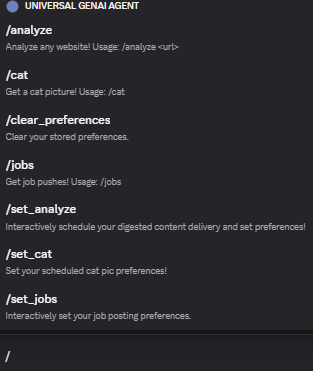 UNIVERSAL GENAI AGENT
/analyze
Analyze any website! Usage: /analyze <url>
/cat
Get a cat picture! Usage: /cat
/clear_preferences
Clear your stored preferences.
/jobs
Get job pushes! Usage: /jobs
/set_analyze
Interactively schedule your digested content delivery and set preferences!
/set_cat
Set your scheduled cat pic preferences!
/set_jobs
Interactively set your job posting preferences.
/